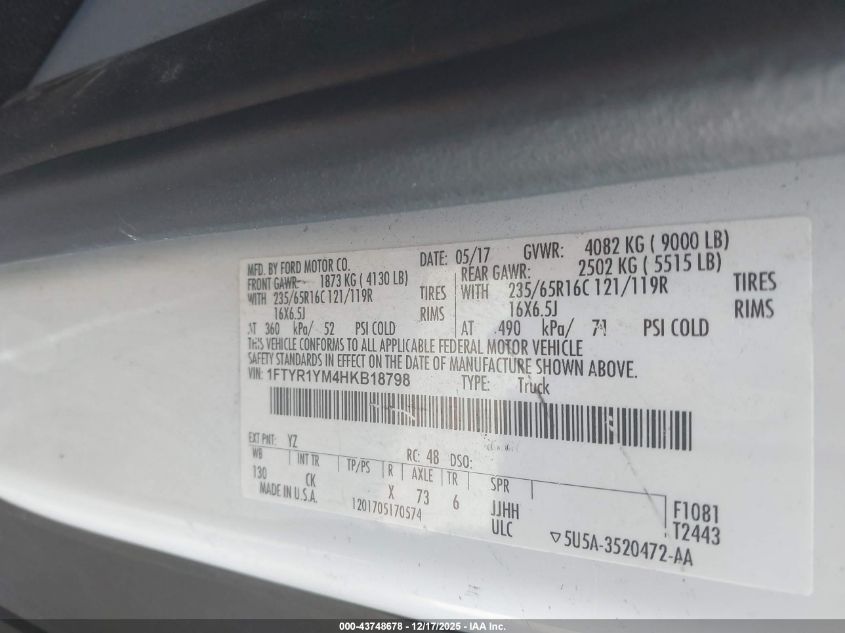 MFD. BY FORD MOTOR CO. DATE: 05/17 GVWR: 4082 KG ( 9000 LB)
FRONT GAWR: 1873 KG ( 4130 LB) REAR GAWR: 2502 KG ( 5515 LB)
WITH 235/65R16C 121/119R TIRES WITH 235/65R16C 121/119R TIRES
16X6.5J RIMS 16X6.5J RIMS
AT 360 kPa/ 52 PSI COLD AT 490 kPa/ 71 PSI COLD
THIS VEHICLE CONFORMS TO ALL APPLICABLE FEDERAL MOTOR VEHICLE
SAFETY STANDARDS IN EFFECT ON THE DATE OF MANUFACTURE SHOWN ABOVE.
VIN: 1FTYR1YM4HKB18798 TYPE: Truck
EXT PNT: YZ RC: 48 DSO:
WB INT TR TP/PS R AXLE TR SPR
130 CK X 73 6 JJHH F1081
MADE IN U.S.A. 1201705170574 ULC T2443
▽5U5A-3520472-AA
000-43748678 - 12/17/2025 - IAA Inc.